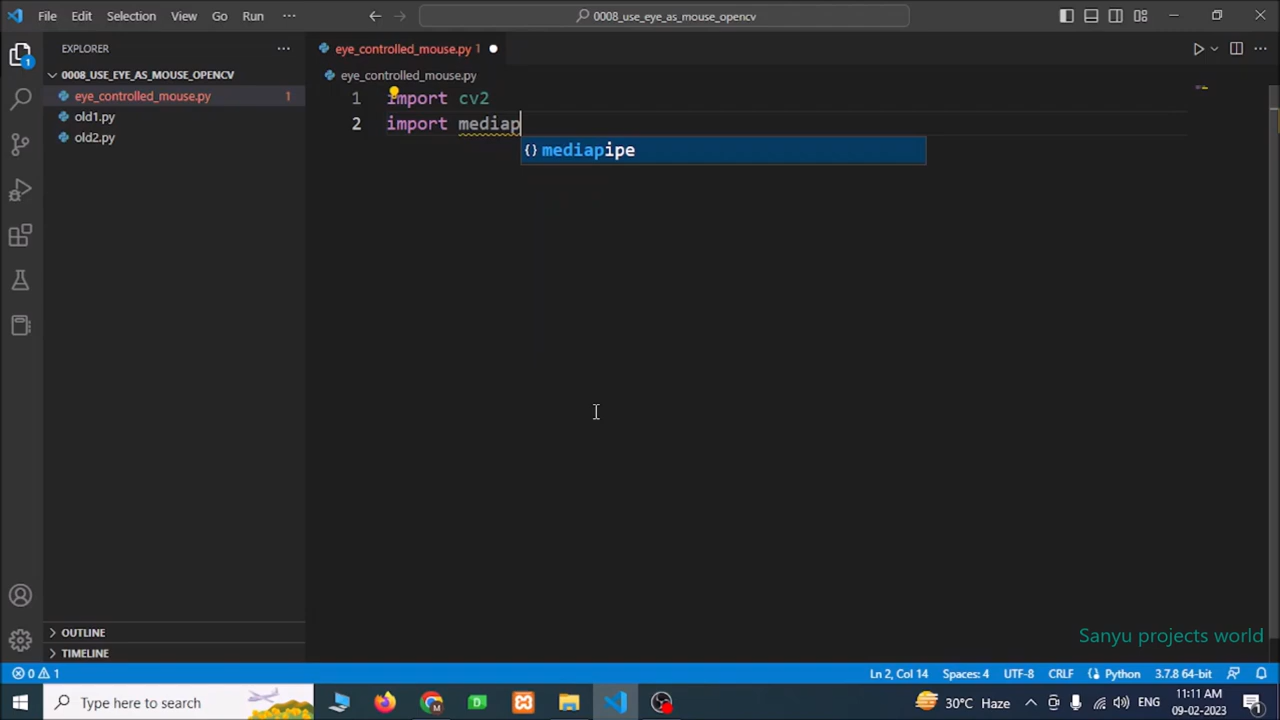 File Edit Selection View Go Run ··· 0008_use_eye_as_mouse_opencv
EXPLORER ···
0008_USE_EYE_AS_MOUSE_OPENCV
eye_controlled_mouse.py 1
old1.py
old2.py
OUTLINE
TIMELINE
eye_controlled_mouse.py 1
eye_controlled_mouse.py
1 import cv2
2 import mediap
mediapipe
Sanyu projects world
0 1 Ln 2, Col 14 Spaces: 4 UTF-8 CRLF Python 3.7.8 64-bit
Type here to search 30°C Haze ENG 11:11 AM
09-02-2023
1
1